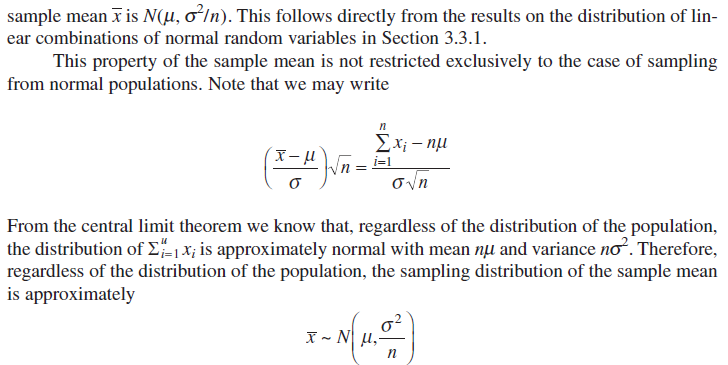 sample mean x̅ is N(μ, σ²/n). This follows directly from the results on the distribution of lin-
ear combinations of normal random variables in Section 3.3.1.
This property of the sample mean is not restricted exclusively to the case of sampling
from normal populations. Note that we may write
((x̅ − μ)/σ)√n = (∑ⁿᵢ₌₁ xᵢ − nμ)/(σ√n)
From the central limit theorem we know that, regardless of the distribution of the population,
the distribution of Σᵘᵢ₌₁ xᵢ is approximately normal with mean nμ and variance nσ². Therefore,
regardless of the distribution of the population, the sampling distribution of the sample mean
is approximately
x̅ ~ N(μ, σ²/n)